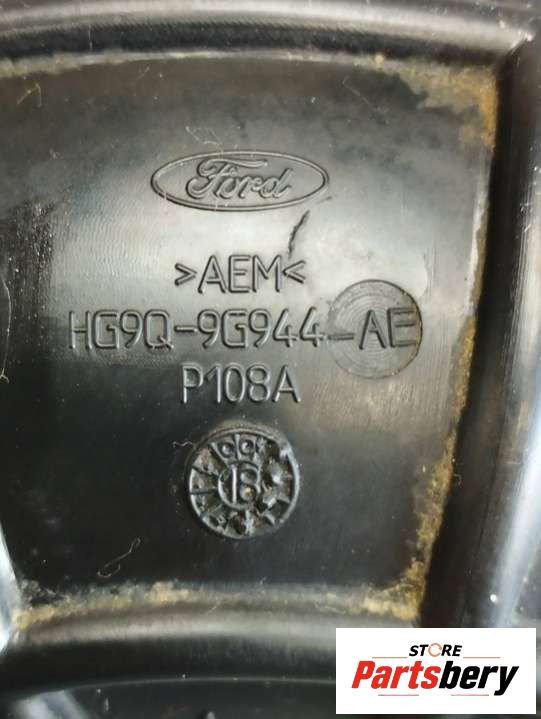 Ford
>AEM<
HG9Q-9G944-AE
P108A
18
STORE
Partsbery